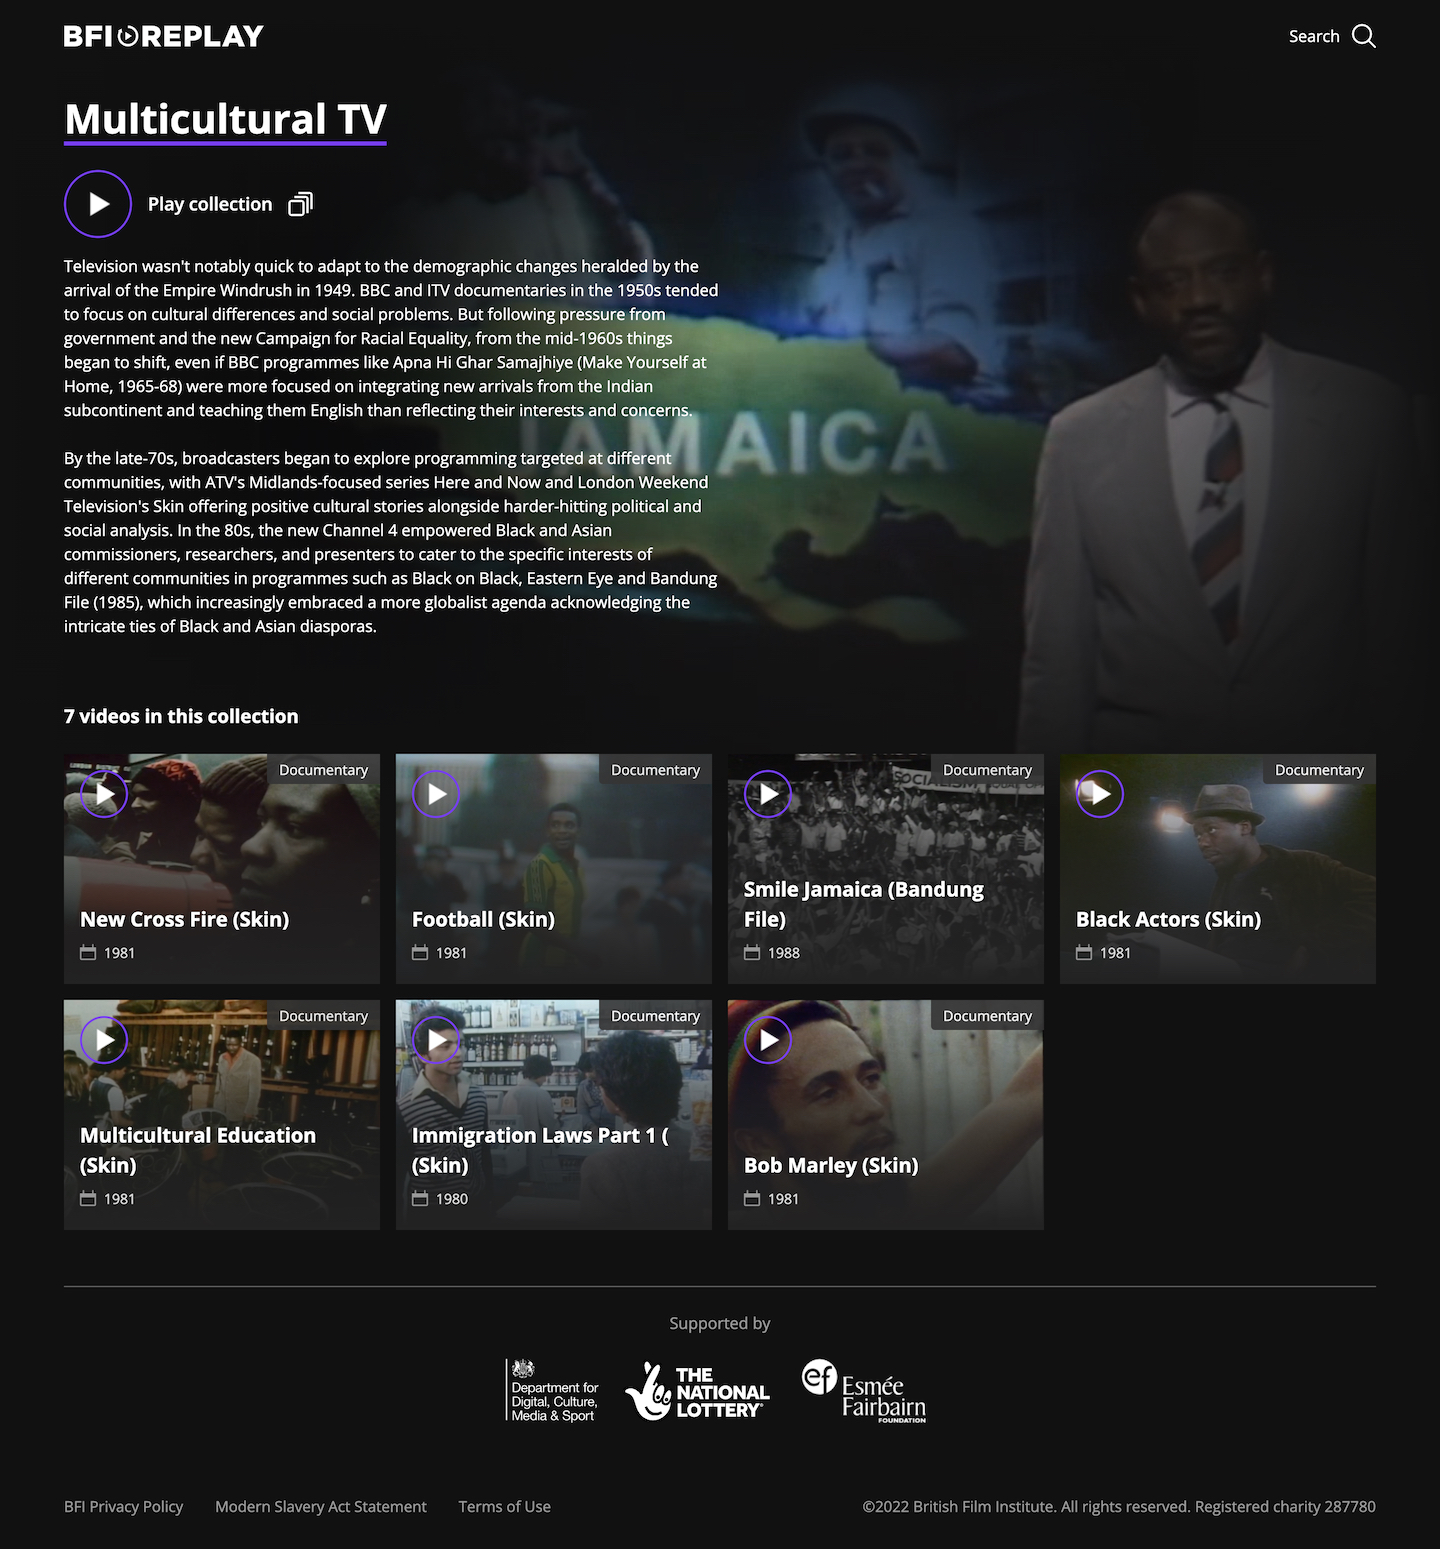 BFI REPLAY
Search
Multicultural TV
Play collection
Television wasn't notably quick to adapt to the demographic changes heralded by the
arrival of the Empire Windrush in 1949. BBC and ITV documentaries in the 1950s tended
to focus on cultural differences and social problems. But following pressure from
government and the new Campaign for Racial Equality, from the mid-1960s things
began to shift, even if BBC programmes like Apna Hi Ghar Samajhiye (Make Yourself at
Home, 1965-68) were more focused on integrating new arrivals from the Indian
subcontinent and teaching them English than reflecting their interests and concerns.
JAMAICA
By the late-70s, broadcasters began to explore programming targeted at different
communities, with ATV's Midlands-focused series Here and Now and London Weekend
Television's Skin offering positive cultural stories alongside harder-hitting political and
social analysis. In the 80s, the new Channel 4 empowered Black and Asian
commissioners, researchers, and presenters to cater to the specific interests of
different communities in programmes such as Black on Black, Eastern Eye and Bandung
File (1985), which increasingly embraced a more globalist agenda acknowledging the
intricate ties of Black and Asian diasporas.
7 videos in this collection
Documentary
New Cross Fire (Skin)
1981
Documentary
Football (Skin)
1981
Documentary
SOCIALISM
Smile Jamaica (Bandung
File)
1988
Documentary
Black Actors (Skin)
1981
Documentary
Multicultural Education
(Skin)
1981
Documentary
Immigration Laws Part 1 (
(Skin)
1980
Documentary
Bob Marley (Skin)
1981
Supported by
Department for
Digital, Culture,
Media & Sport
THE
NATIONAL
LOTTERY®
ef
Esmée
Fairbairn
FOUNDATION
BFI Privacy Policy
Modern Slavery Act Statement
Terms of Use
©2022 British Film Institute. All rights reserved. Registered charity 287780